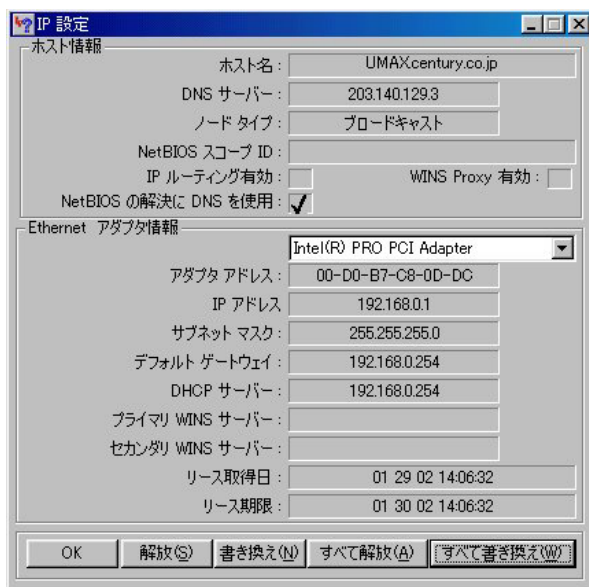 IP 設定
ホスト情報
ホスト名 : UMAX.century.co.jp
DNS サーバー : 203.140.129.3
ノード タイプ : ブロードキャスト
NetBIOS スコープ ID :
IP ルーティング有効 : WINS Proxy 有効 :
NetBIOS の解決に DNS を使用 :
Ethernet アダプタ情報
Intel(R) PRO PCI Adapter
アダプタ アドレス : 00-D0-B7-C8-0D-DC
IP アドレス 192.168.0.1
サブネット マスク : 255.255.255.0
デフォルト ゲートウェイ : 192.168.0.254
DHCP サーバー : 192.168.0.254
プライマリ WINS サーバー :
セカンダリ WINS サーバー :
リース取得日 : 01 29 02 14:06:32
リース期限 : 01 30 02 14:06:32
OK 解放(S) 書き換え(N) すべて解放(A) すべて書き換え(W)